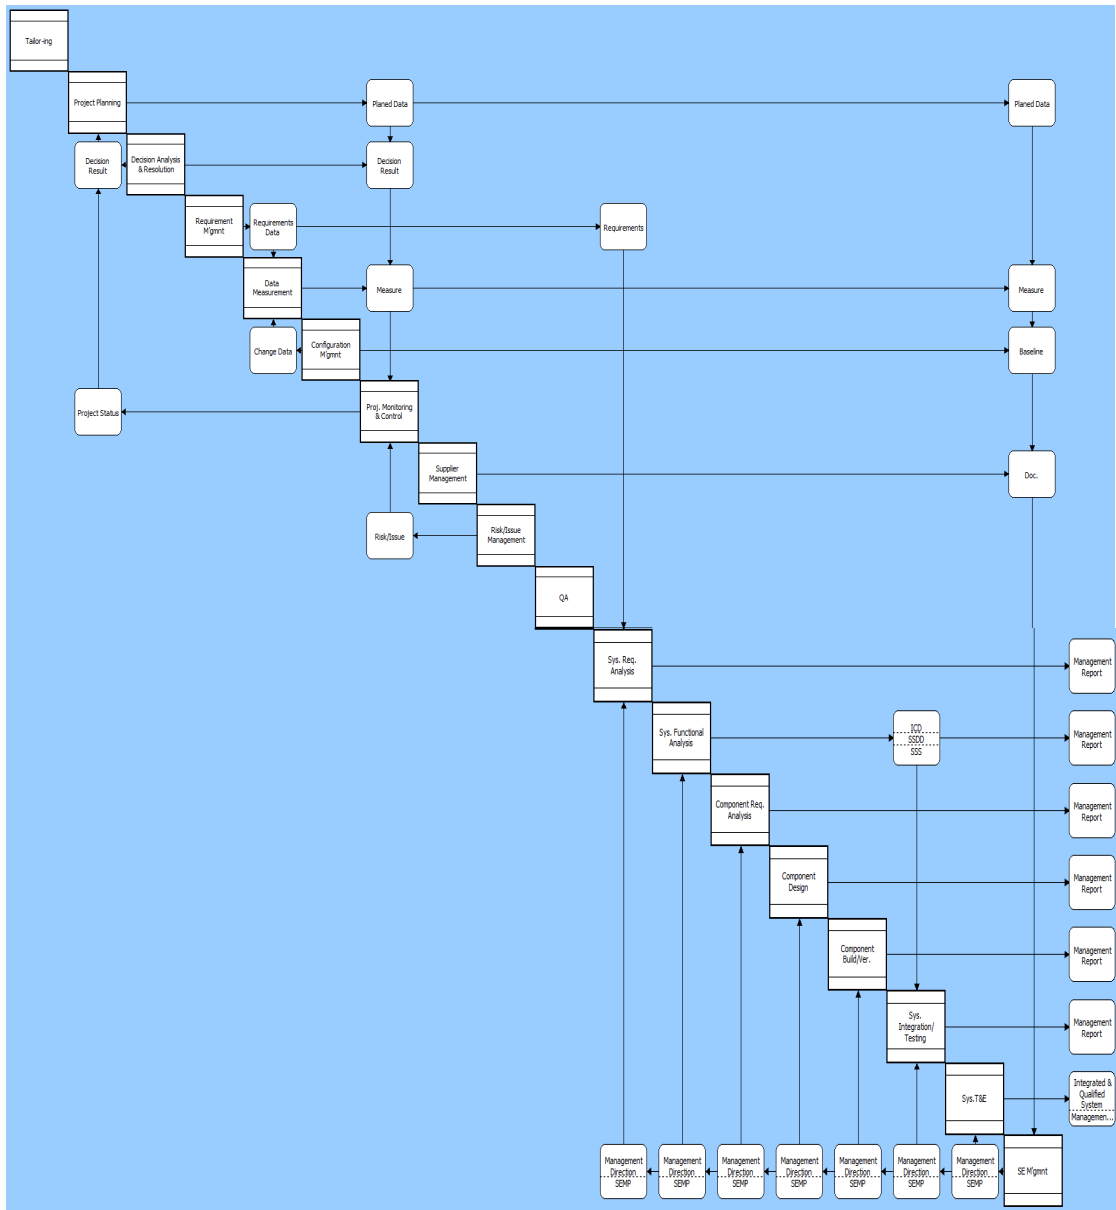 Tailor-ing
Project Planning
Planed Data
Planed Data
Decision
Result
Decision Analysis
& Resolution
Decision
Result
Requirement
M'gmnt
Requirements
Data
Requirements
Data
Measurement
Measure
Measure
Change Data
Configuration
M'gmnt
Baseline
Project Status
Proj. Monitoring
& Control
Supplier
Management
Doc.
Risk/Issue
Risk/Issue
Management
QA
Sys. Req.
Analysis
Management
Report
Sys. Functional
Analysis
ICD
SSDD
SSS
Management
Report
Component Req.
Analysis
Management
Report
Component
Design
Management
Report
Component
Build/Ver.
Management
Report
Sys.
Integration/
Testing
Management
Report
Sys.T&E
Integrated &
Qualified
System
Managemen...
Management
Direction
SEMP
Management
Direction
SEMP
Management
Direction
SEMP
Management
Direction
SEMP
Management
Direction
SEMP
Management
Direction
SEMP
Management
Direction
SEMP
SE M'gmnt